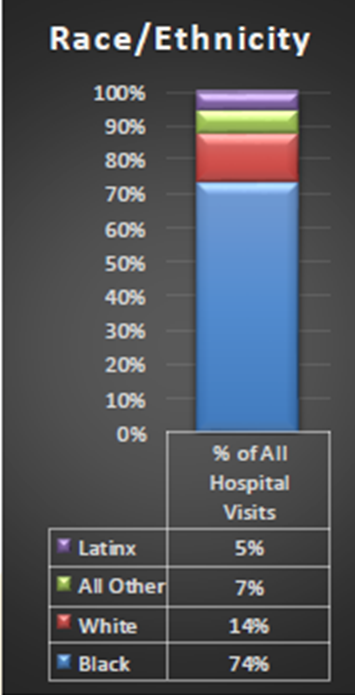 Race/Ethnicity
100%
90%
80%
70%
60%
50%
40%
30%
20%
10%
0%
% of All
Hospital
Visits
Latinx 5%
All Other 7%
White 14%
Black 74%